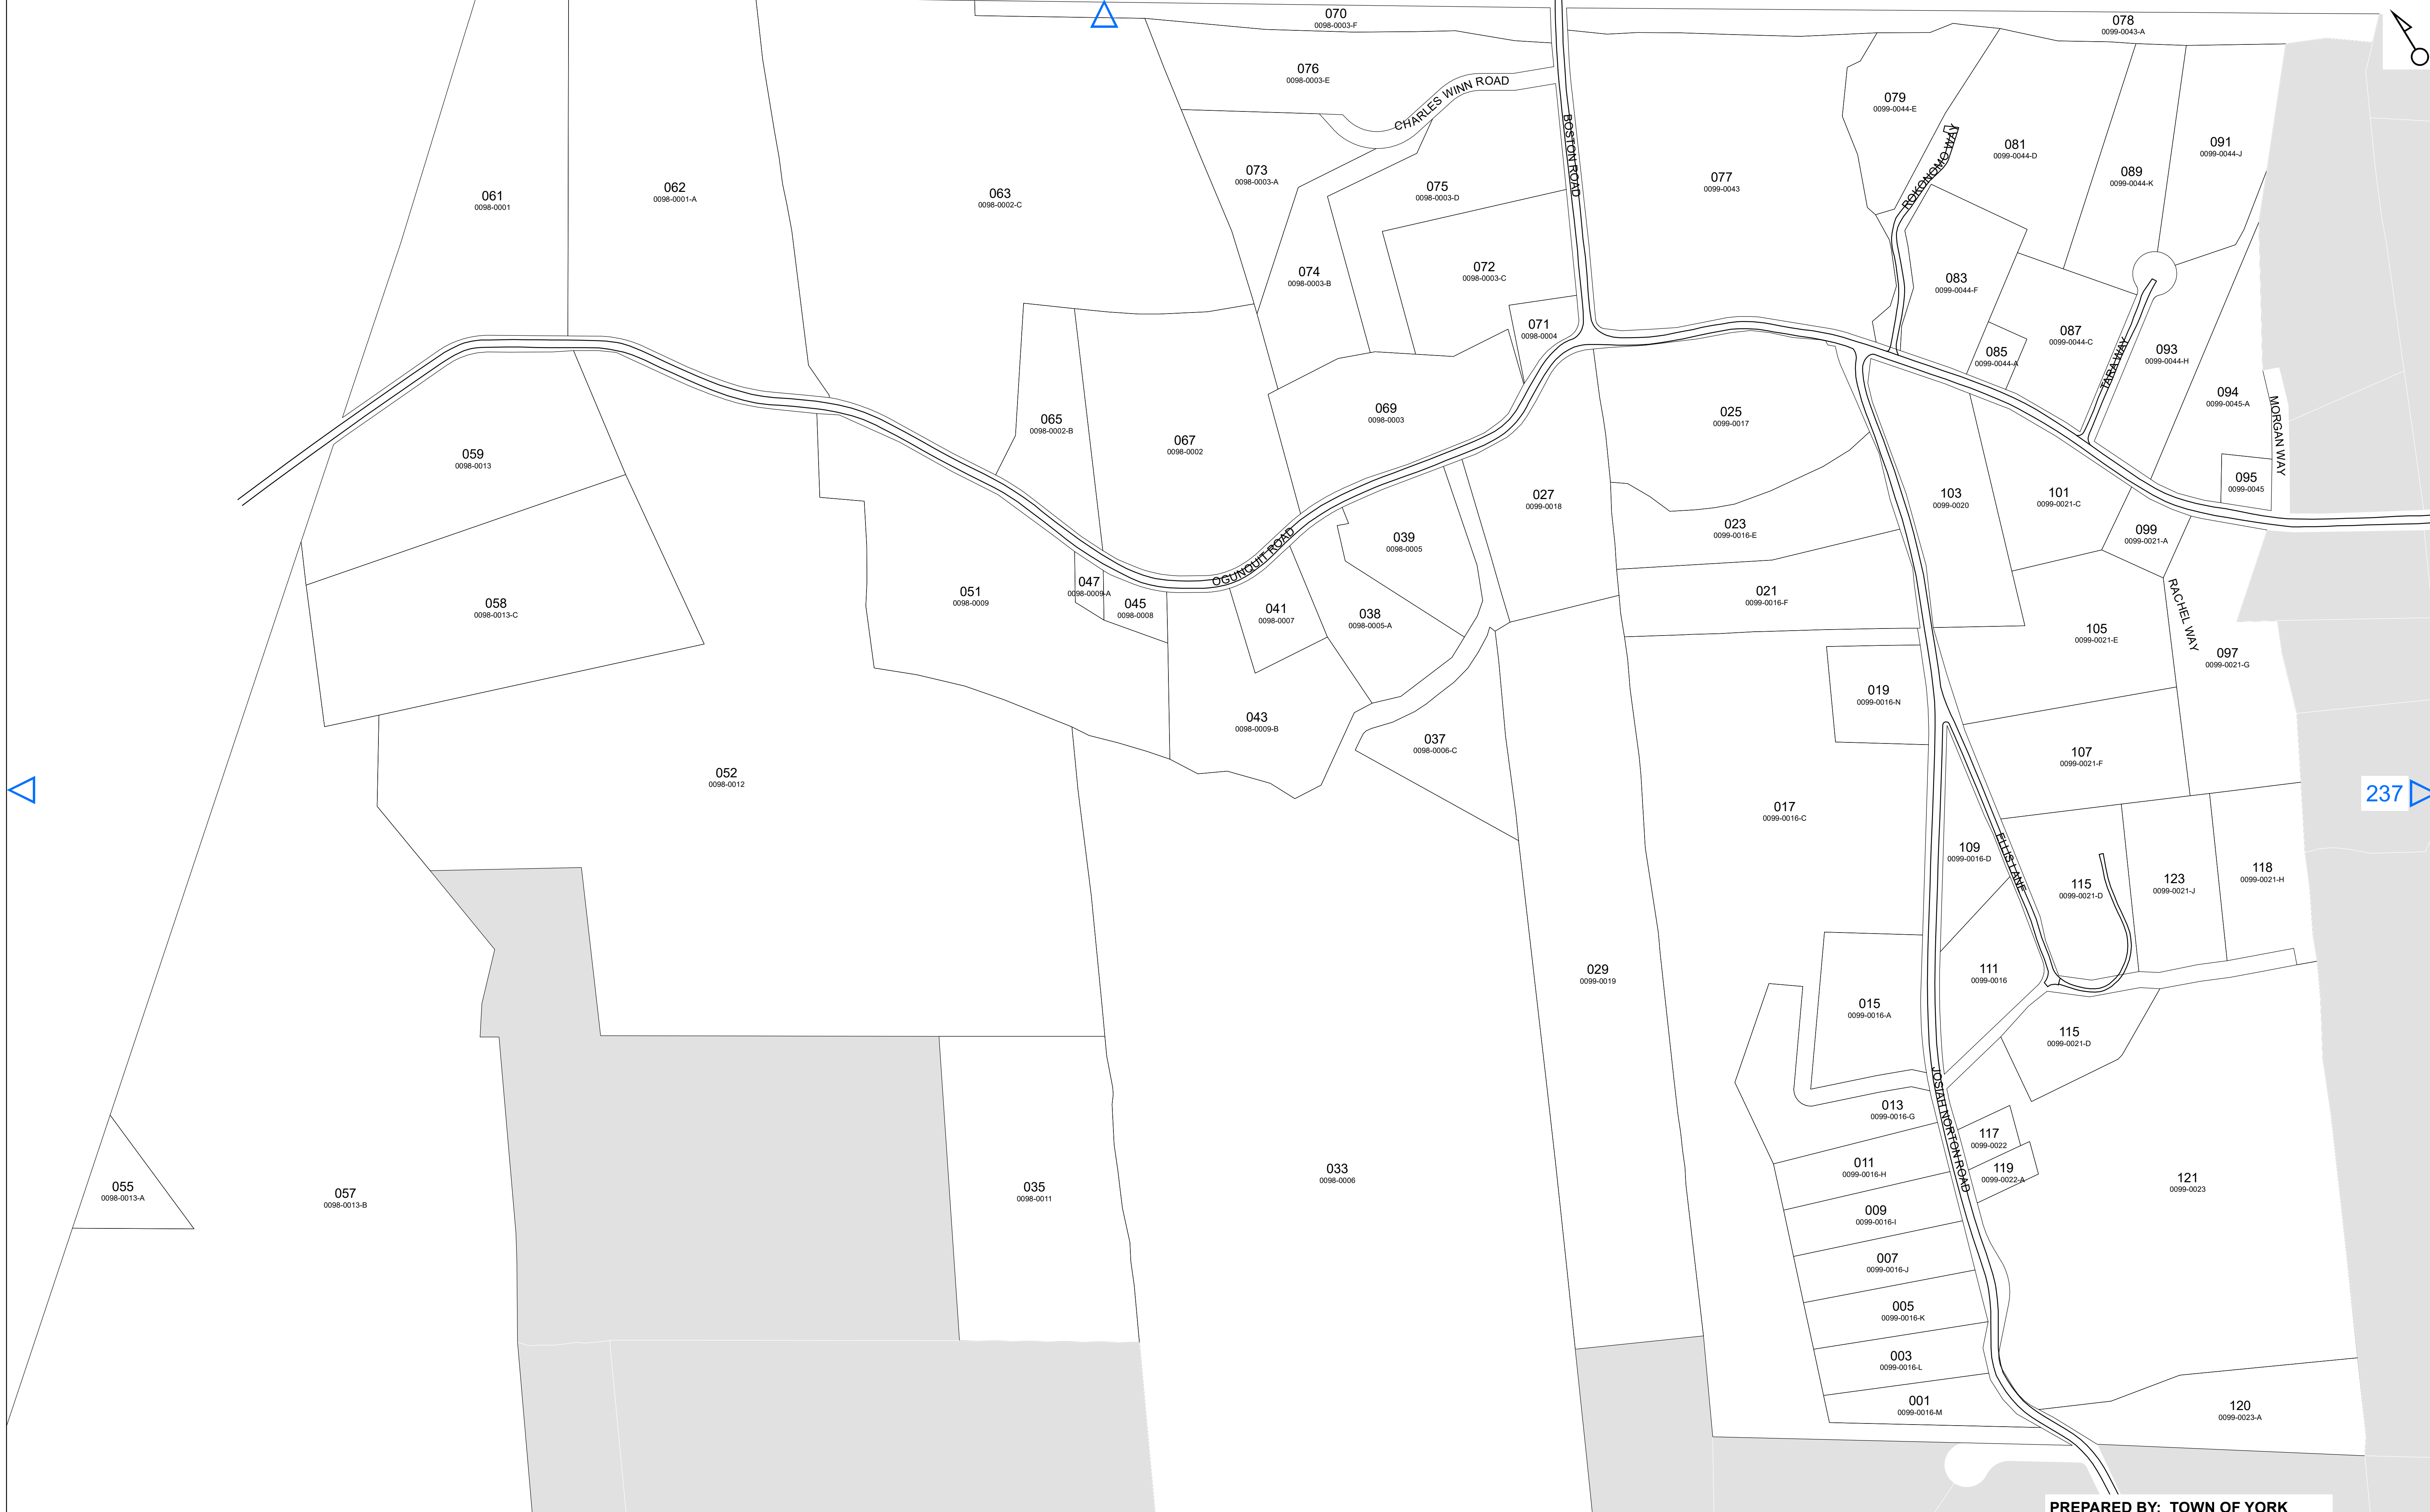 070
0098-0003-F
078
0099-0043-A
076
0098-0003-E
CHARLES WINN ROAD
079
0099-0044-E
BOSTON ROAD
ROKONOMO WAY
081
0099-0044-D
091
0099-0044-J
089
0099-0044-K
073
0098-0003-A
077
0099-0043
075
0098-0003-D
061
0098-0001
062
0098-0001-A
063
0098-0002-C
074
0098-0003-B
072
0098-0003-C
083
0099-0044-F
071
0098-0004
087
0099-0044-C
085
0099-0044-A
TARA WAY
093
0099-0044-H
094
0099-0045-A
MORGAN WAY
065
0098-0002-B
067
0098-0002
069
0098-0003
025
0099-0017
059
0098-0013
095
0099-0045
027
0099-0018
103
0099-0020
101
0099-0021-C
023
0099-0016-E
099
0099-0021-A
039
0098-0005
OGUNQUIT ROAD
047
0098-0009-A
051
0098-0009
045
0098-0008
041
0098-0007
038
0098-0005-A
021
0099-0016-F
058
0098-0013-C
RACHEL WAY
105
0099-0021-E
097
0099-0021-G
019
0099-0016-N
043
0098-0009-B
037
0098-0006-C
107
0099-0021-F
052
0098-0012
237
017
0099-0016-C
109
0099-0016-D
ELLIS LANE
115
0099-0021-D
123
0099-0021-J
118
0099-0021-H
029
0099-0019
111
0099-0016
015
0099-0016-A
115
0099-0021-D
JOSIAH NORTON ROAD
013
0099-0016-G
117
0099-0022
011
0099-0016-H
119
0099-0022-A
121
0099-0023
055
0098-0013-A
057
0098-0013-B
035
0098-0011
033
0098-0006
009
0099-0016-I
007
0099-0016-J
005
0099-0016-K
003
0099-0016-L
001
0099-0016-M
120
0099-0023-A
PREPARED BY: TOWN OF YORK